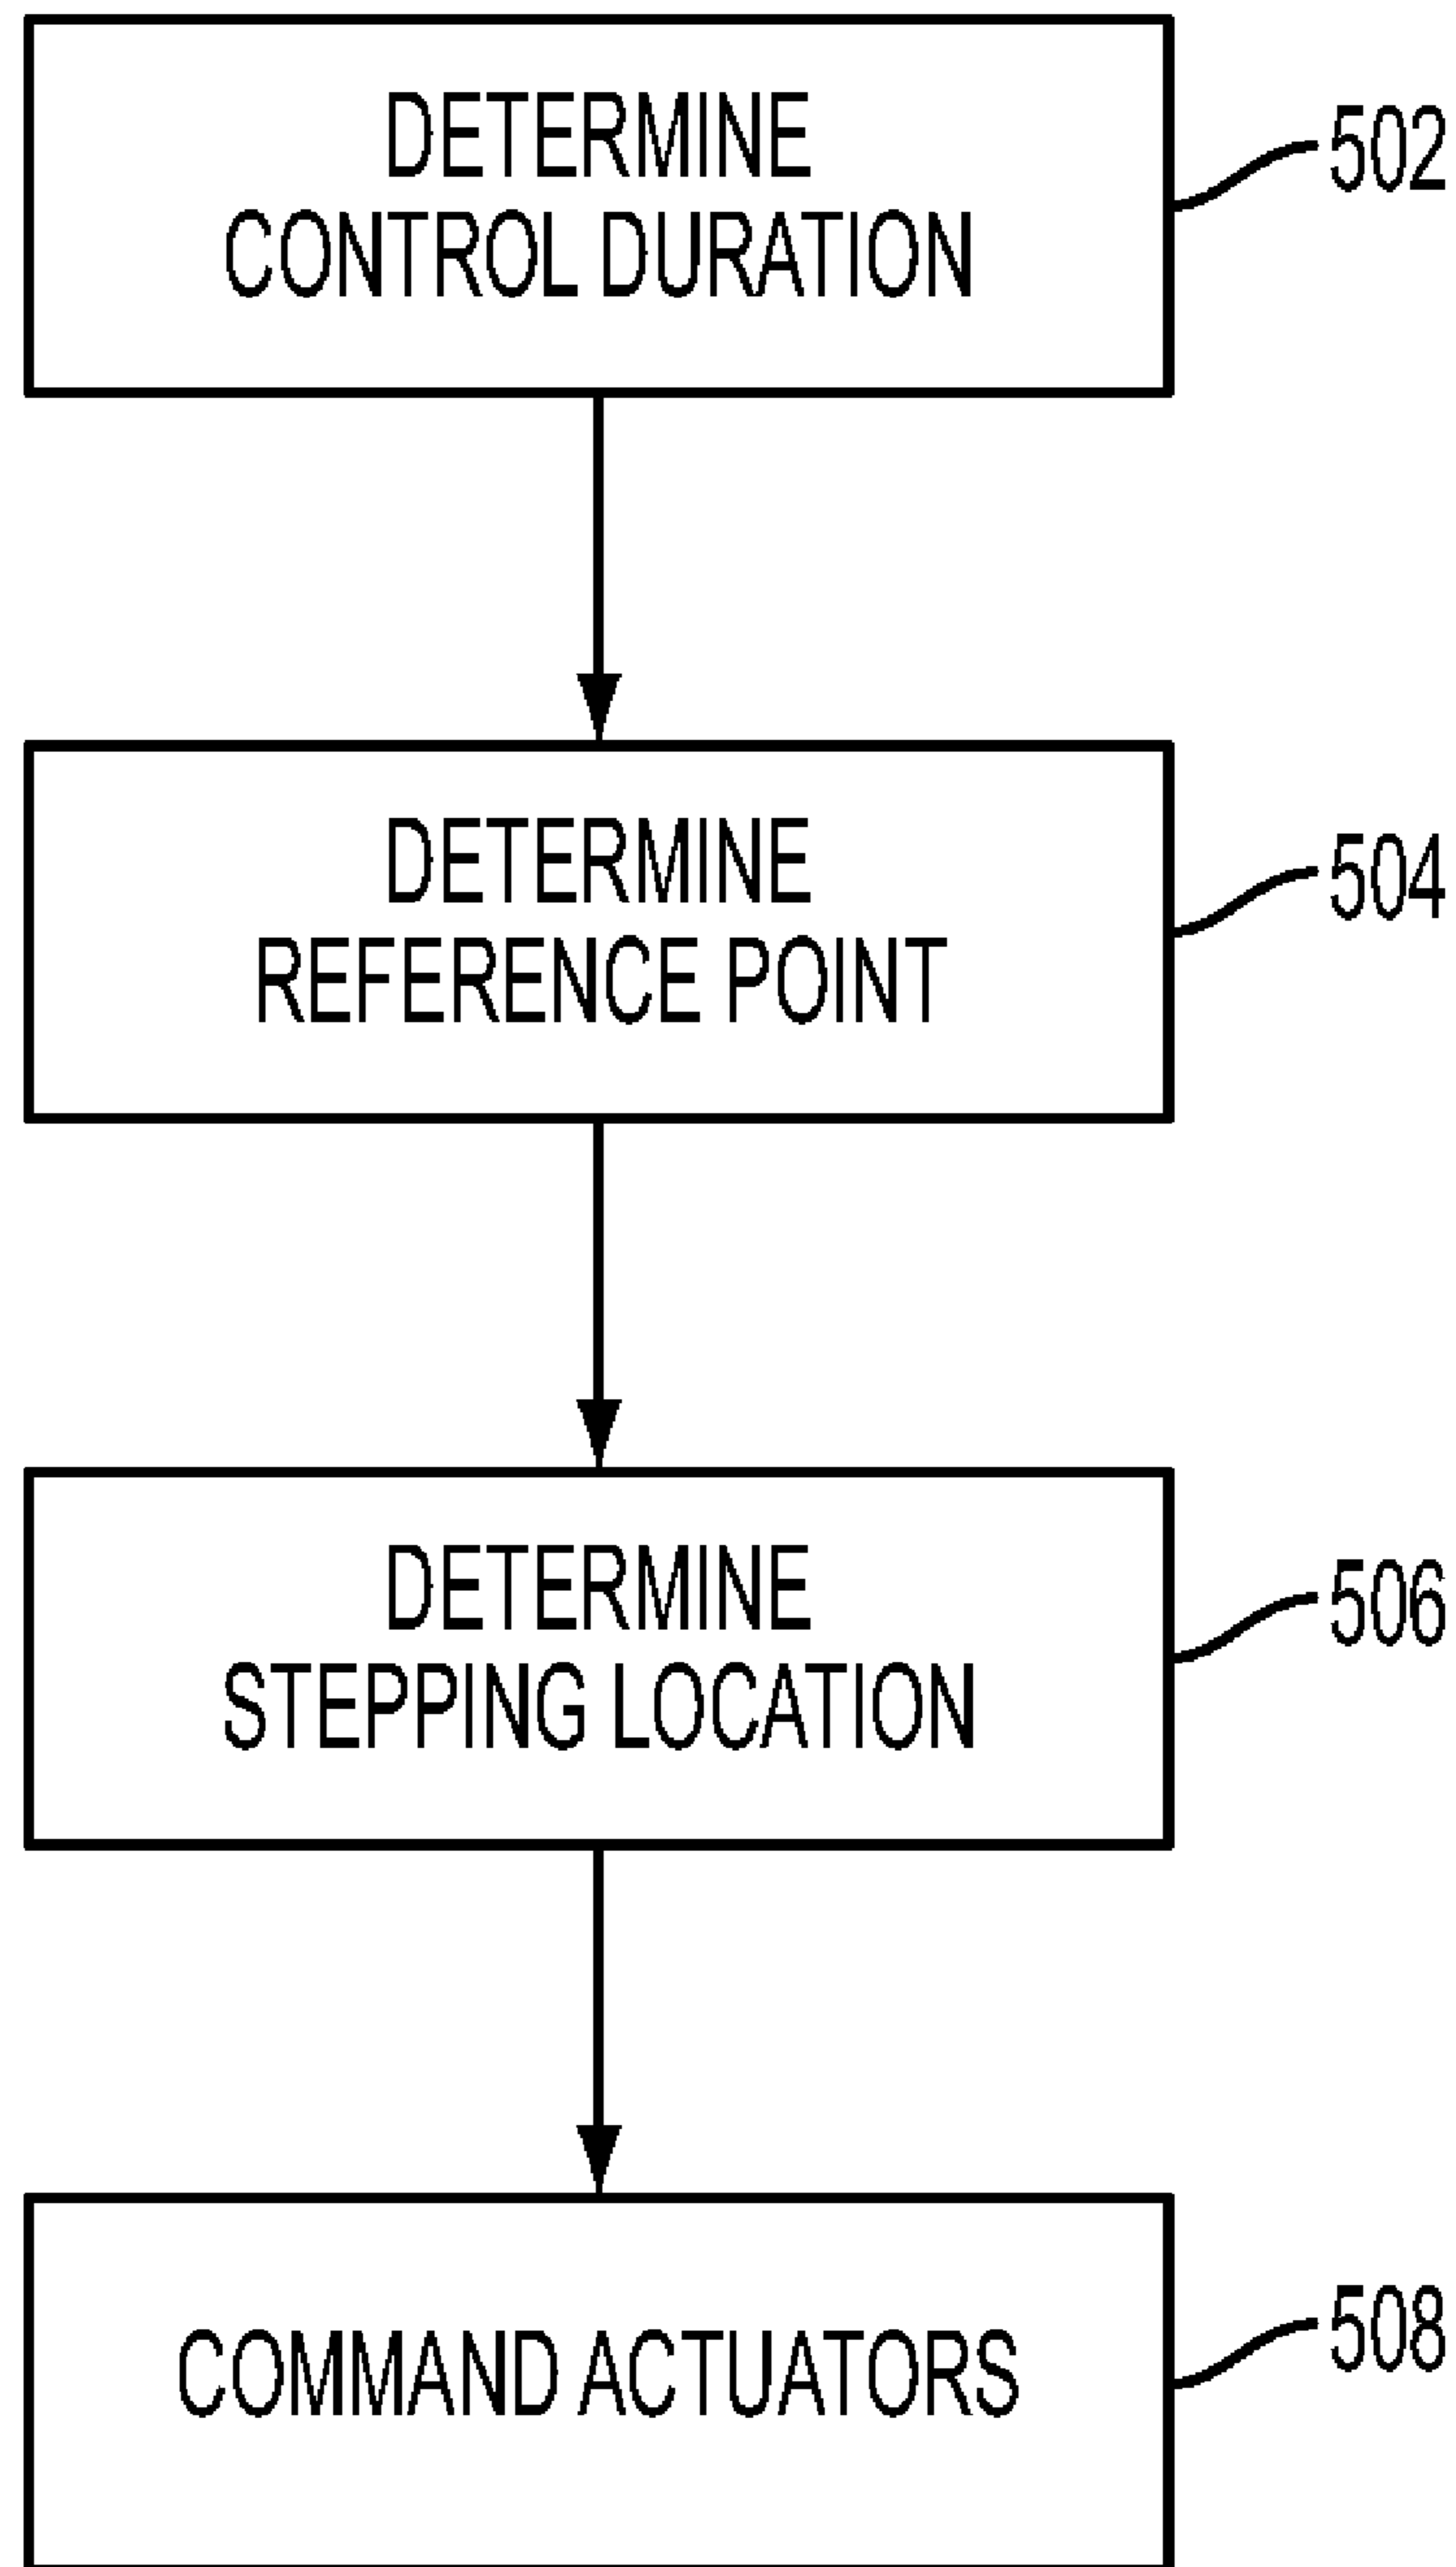 DETERMINE
CONTROL DURATION
502
DETERMINE
REFERENCE POINT
504
DETERMINE
STEPPING LOCATION
506
COMMAND ACTUATORS
508